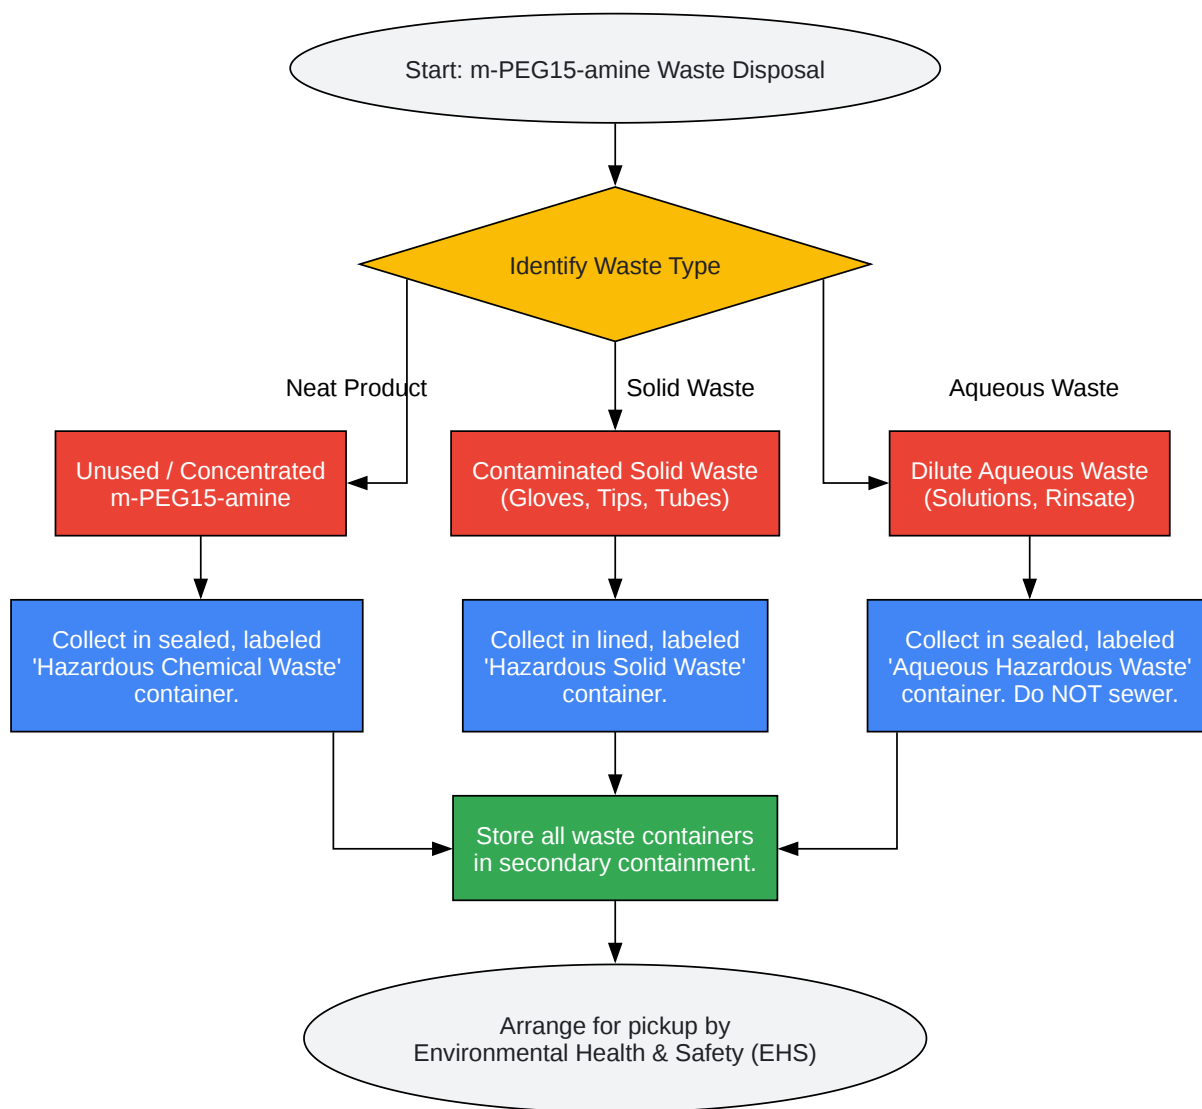 Start: m-PEG15-amine Waste Disposal
Identify Waste Type
Neat Product
Solid Waste
Aqueous Waste
Unused / Concentrated
m-PEG15-amine
Contaminated Solid Waste
(Gloves, Tips, Tubes)
Dilute Aqueous Waste
(Solutions, Rinsate)
Collect in sealed, labeled
'Hazardous Chemical Waste'
container.
Collect in lined, labeled
'Hazardous Solid Waste'
container.
Collect in sealed, labeled
'Aqueous Hazardous Waste'
container. Do NOT sewer.
Store all waste containers
in secondary containment.
Arrange for pickup by
Environmental Health & Safety (EHS)